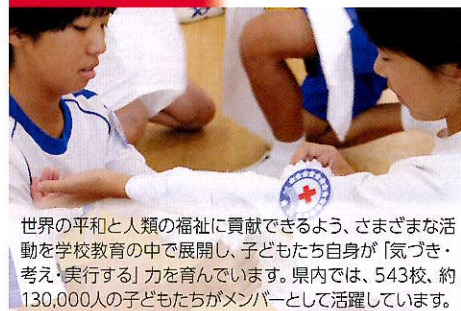 世界の平和と人類の福祉に貢献できるよう、さまざまな活
動を学校教育の中で展開し、子どもたち自身が「気づき・
考え・実行する」力を育んでいます。県内では、543校、約
130,000人の子どもたちがメンバーとして活躍しています。